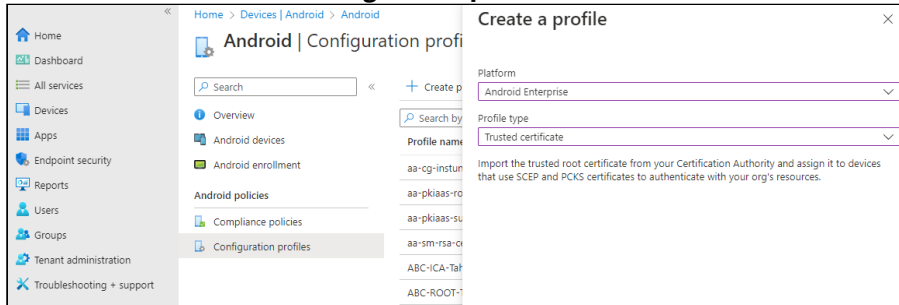 Home > Devices | Android > Android
Android | Configuration profi
Home
Dashboard
All services
Devices
Apps
Endpoint security
Reports
Users
Groups
Tenant administration
Troubleshooting + support
Search
Overview
Android devices
Android enrollment
Android policies
Compliance policies
Configuration profiles
+ Create p
Search by
Profile name
aa-cg-instun
aa-pkiaas-ro
aa-pkiaas-su
aa-sm-rsa-ce
ABC-ICA-Tah
ABC-ROOT-T
Create a profile
Platform
Android Enterprise
Profile type
Trusted certificate
Import the trusted root certificate from your Certification Authority and assign it to devices
that use SCEP and PCKS certificates to authenticate with your org's resources.